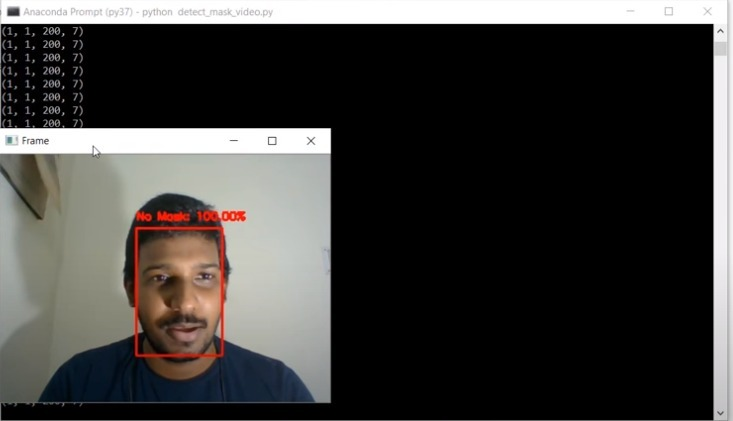 Anaconda Prompt (py37) - python detect_mask_video.py
(1, 1, 200, 7)
(1, 1, 200, 7)
(1, 1, 200, 7)
(1, 1, 200, 7)
(1, 1, 200, 7)
(1, 1, 200, 7)
(1, 1, 200, 7)
(1, 1, 200, 7)
Frame
No Mask: 100.00%